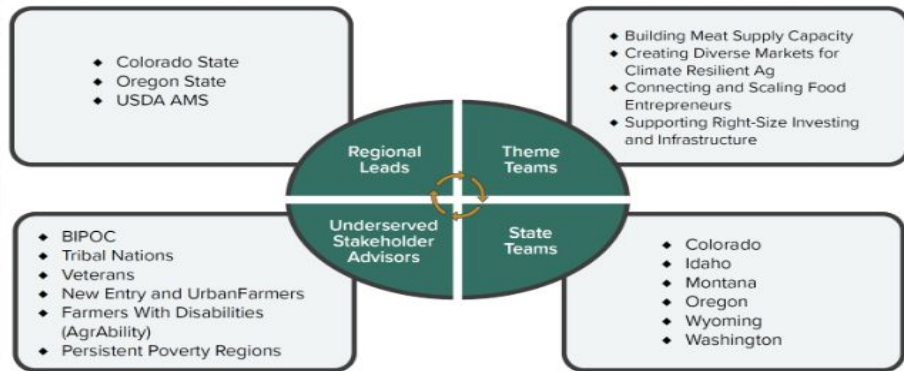 ◆ Colorado State
◆ Oregon State
◆ USDA AMS
◆ Building Meat Supply Capacity
◆ Creating Diverse Markets for
Climate Resilient Ag
◆ Connecting and Scaling Food
Entrepreneurs
◆ Supporting Right-Size Investing
and Infrastructure
Regional
Leads
Theme
Teams
Underserved
Stakeholder
Advisors
State
Teams
◆ BIPOC
◆ Tribal Nations
◆ Veterans
◆ New Entry and UrbanFarmers
◆ Farmers With Disabilities
(AgrAbility)
◆ Persistent Poverty Regions
◆ Colorado
◆ Idaho
◆ Montana
◆ Oregon
◆ Wyoming
◆ Washington